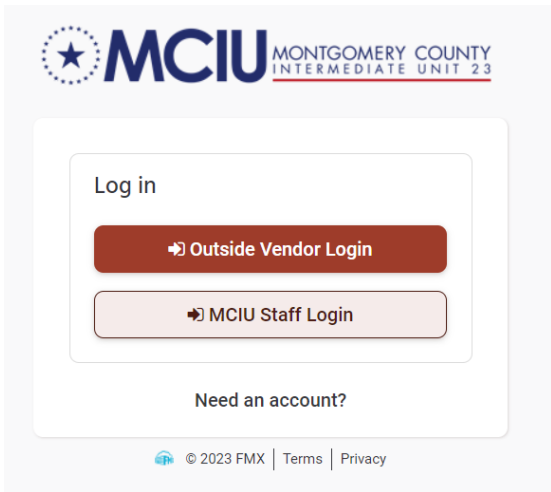 MCIU MONTGOMERY COUNTY
INTERMEDIATE UNIT 23
Log in
Outside Vendor Login
MCIU Staff Login
Need an account?
© 2023 FMX | Terms | Privacy